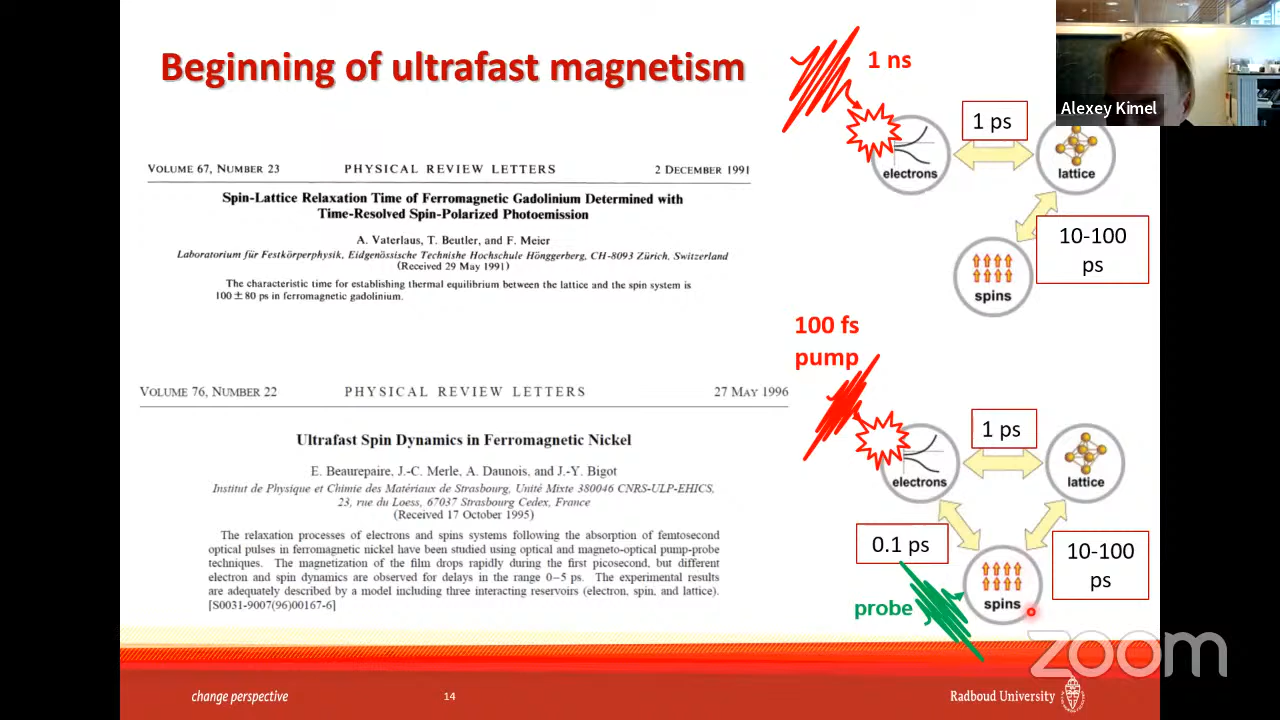 Beginning of ultrafast magnetism
VOLUME 67, NUMBER 23 PHYSICAL REVIEW LETTERS 2 DECEMBER 1991
Spin-Lattice Relaxation Time of Ferromagnetic Gadolinium Determined with
Time-Resolved Spin-Polarized Photoemission
A. Vaterlaus, T. Beutler, and F. Meier
Laboratorium für Festkörperphysik, Eidgenössische Technishe Hochschule Hönggerberg, CH-8093 Zürich, Switzerland
(Received 29 May 1991)
The characteristic time for establishing thermal equilibrium between the lattice and the spin system is
100 ± 80 ps in ferromagnetic gadolinium.
1 ns
Alexey Kimel
1 ps
electrons
lattice
10-100
ps
spins
VOLUME 76, NUMBER 22 PHYSICAL REVIEW LETTERS 27 MAY 1996
Ultrafast Spin Dynamics in Ferromagnetic Nickel
E. Beaurepaire, J.-C. Merle, A. Daunois, and J.-Y. Bigot
Institut de Physique et Chimie des Matériaux de Strasbourg, Unité Mixte 380046 CNRS-ULP-EHICS,
23, rue du Loess, 67037 Strasbourg Cedex, France
(Received 17 October 1995)
The relaxation processes of electrons and spins systems following the absorption of femtosecond
optical pulses in ferromagnetic nickel have been studied using optical and magneto-optical pump-probe
techniques. The magnetization of the film drops rapidly during the first picosecond, but different
electron and spin dynamics are observed for delays in the range 0–5 ps. The experimental results
are adequately described by a model including three interacting reservoirs (electron, spin, and lattice).
[S0031-9007(96)00167-6]
100 fs
pump
1 ps
electrons
lattice
0.1 ps
10-100
ps
probe
spins
zoom
change perspective
14
Radboud University